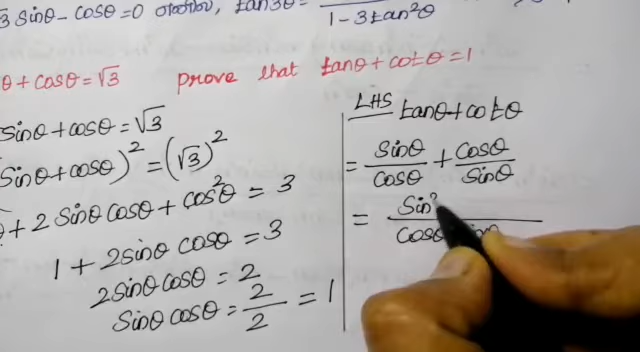 √3 sinθ - cosθ = 0 tan3θ =
1 - 3tan²θ
θ + cosθ = √3 prove that tanθ + cotθ = 1
sinθ + cosθ = √3
sinθ + cosθ)² = (√3)²
+ 2 sinθ cosθ + cos²θ = 3
1 + 2sinθ cosθ = 3
2sinθ cosθ = 2
sinθ cosθ = 2/2 = 1
LHS tanθ + cotθ
= sinθ/cosθ + cosθ/sinθ
= sin²
cosθ